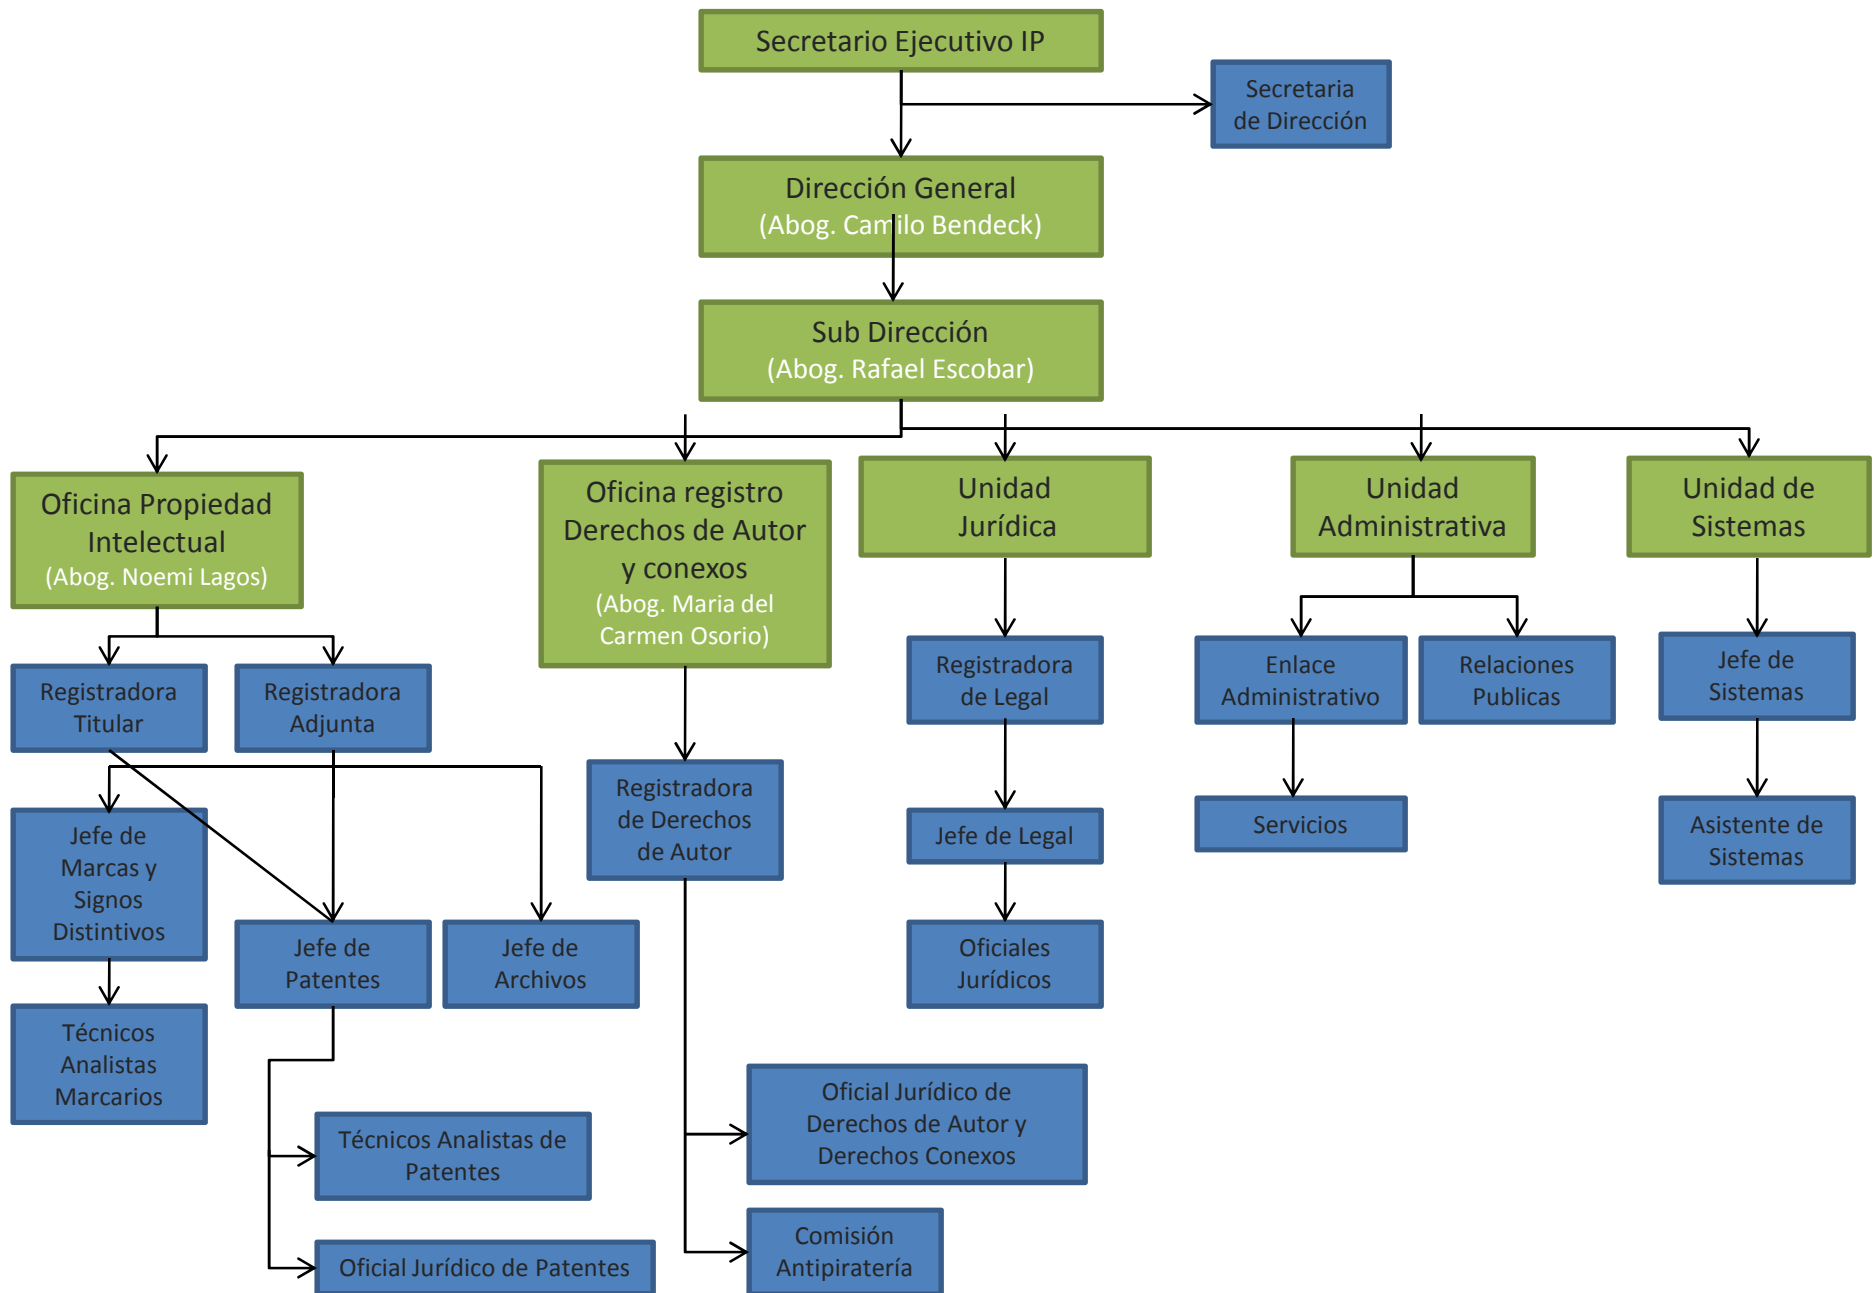 Secretario Ejecutivo IP
Secretaria
de Dirección
Dirección General
(Abog. Camilo Bendeck)
Sub Dirección
(Abog. Rafael Escobar)
Oficina Propiedad
Intelectual
(Abog. Noemi Lagos)
Oficina registro
Derechos de Autor
y conexos
(Abog. Maria del
Carmen Osorio)
Unidad
Jurídica
Unidad
Administrativa
Unidad de
Sistemas
Registradora
Titular
Registradora
Adjunta
Registradora
de Legal
Enlace
Administrativo
Relaciones
Publicas
Jefe de
Sistemas
Registradora
de Derechos
de Autor
Jefe de
Marcas y
Signos
Distintivos
Jefe de Legal
Servicios
Asistente de
Sistemas
Jefe de
Patentes
Jefe de
Archivos
Oficiales
Jurídicos
Técnicos
Analistas
Marcarios
Técnicos Analistas de
Patentes
Oficial Jurídico de
Derechos de Autor y
Derechos Conexos
Oficial Jurídico de Patentes
Comisión
Antipiratería